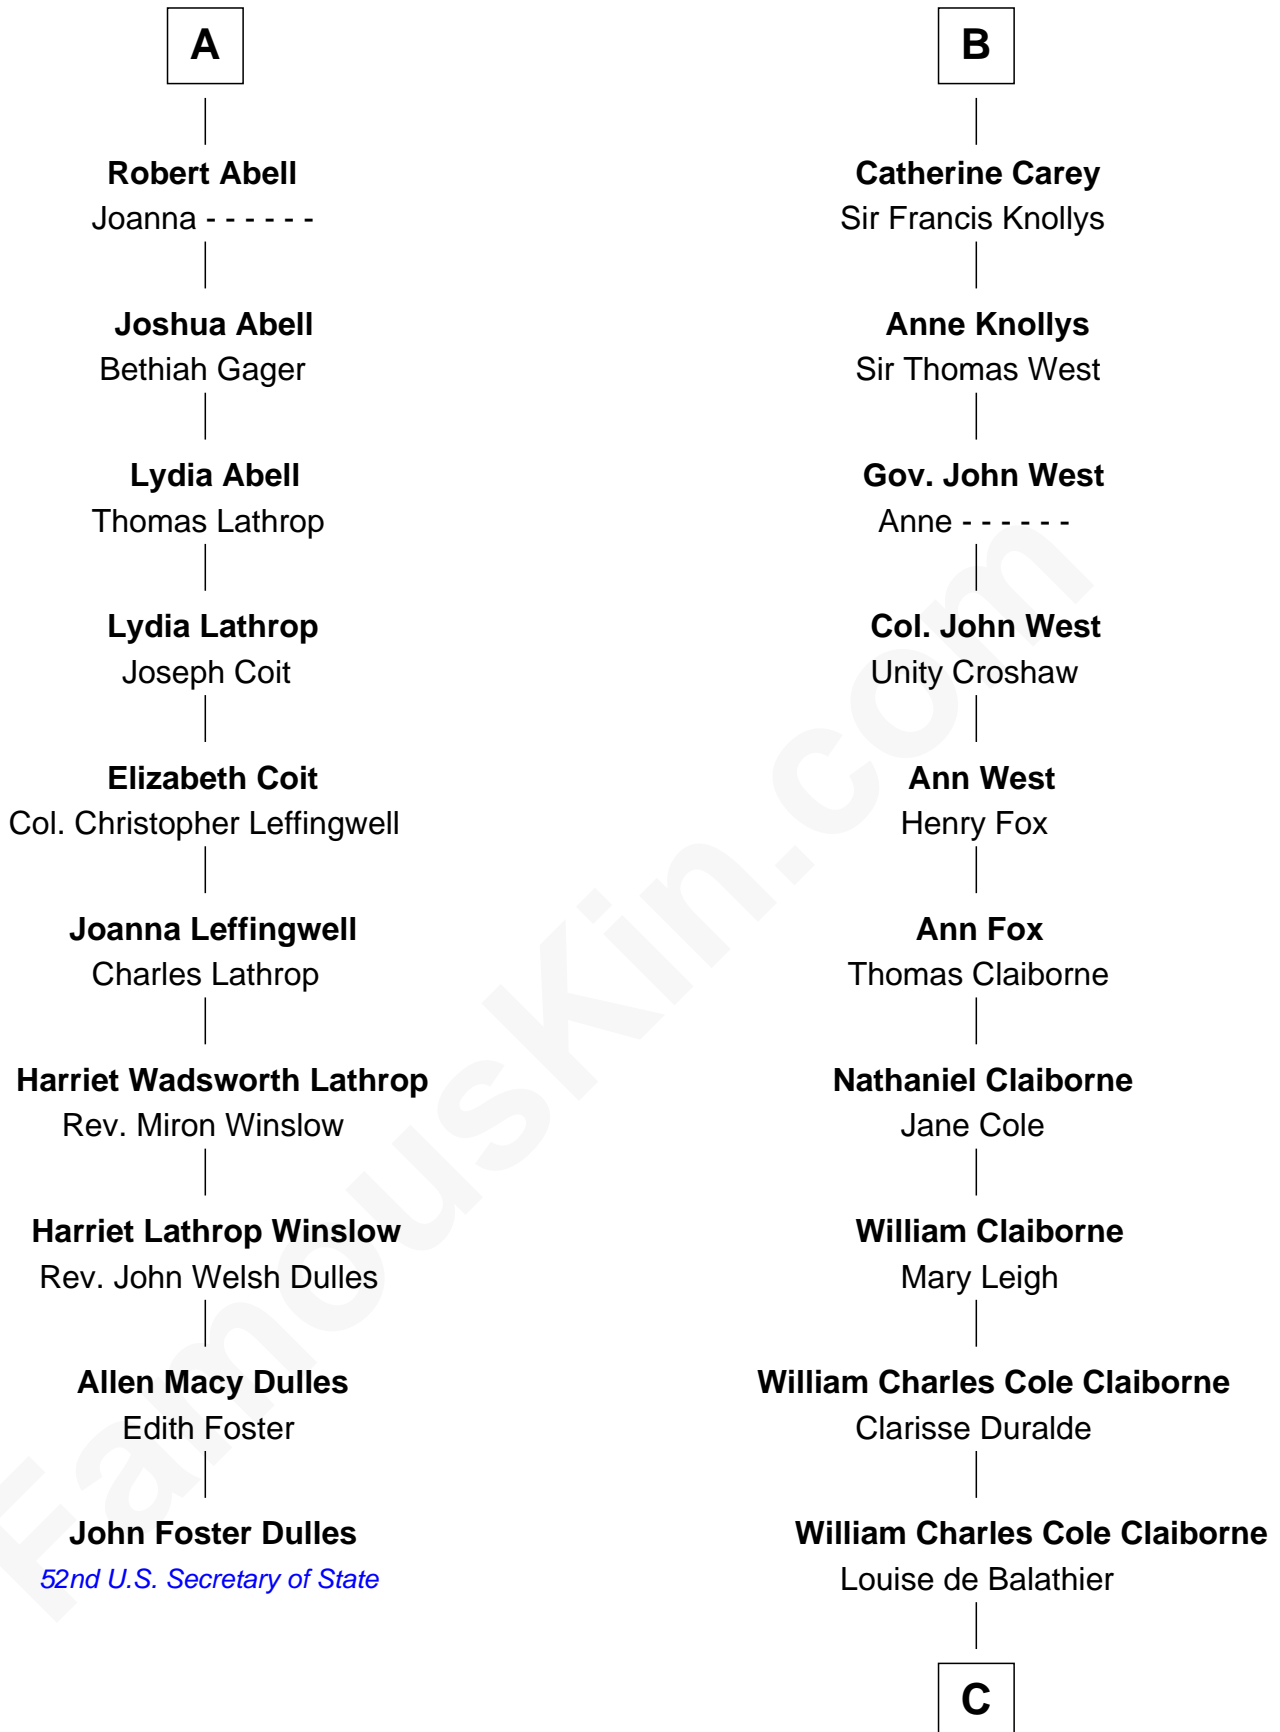 A
Robert Abell
Joanna - - - - - -
Joshua Abell
Bethiah Gager
Lydia Abell
Thomas Lathrop
Lydia Lathrop
Joseph Coit
Elizabeth Coit
Col. Christopher Leffingwell
Joanna Leffingwell
Charles Lathrop
Harriet Wadsworth Lathrop
Rev. Miron Winslow
Harriet Lathrop Winslow
Rev. John Welsh Dulles
Allen Macy Dulles
Edith Foster
John Foster Dulles
52nd U.S. Secretary of State
B
Catherine Carey
Sir Francis Knollys
Anne Knollys
Sir Thomas West
Gov. John West
Anne - - - - - -
Col. John West
Unity Croshaw
Ann West
Henry Fox
Ann Fox
Thomas Claiborne
Nathaniel Claiborne
Jane Cole
William Claiborne
Mary Leigh
William Charles Cole Claiborne
Clarisse Duralde
William Charles Cole Claiborne
Louise de Balathier
C
FamousKin.com